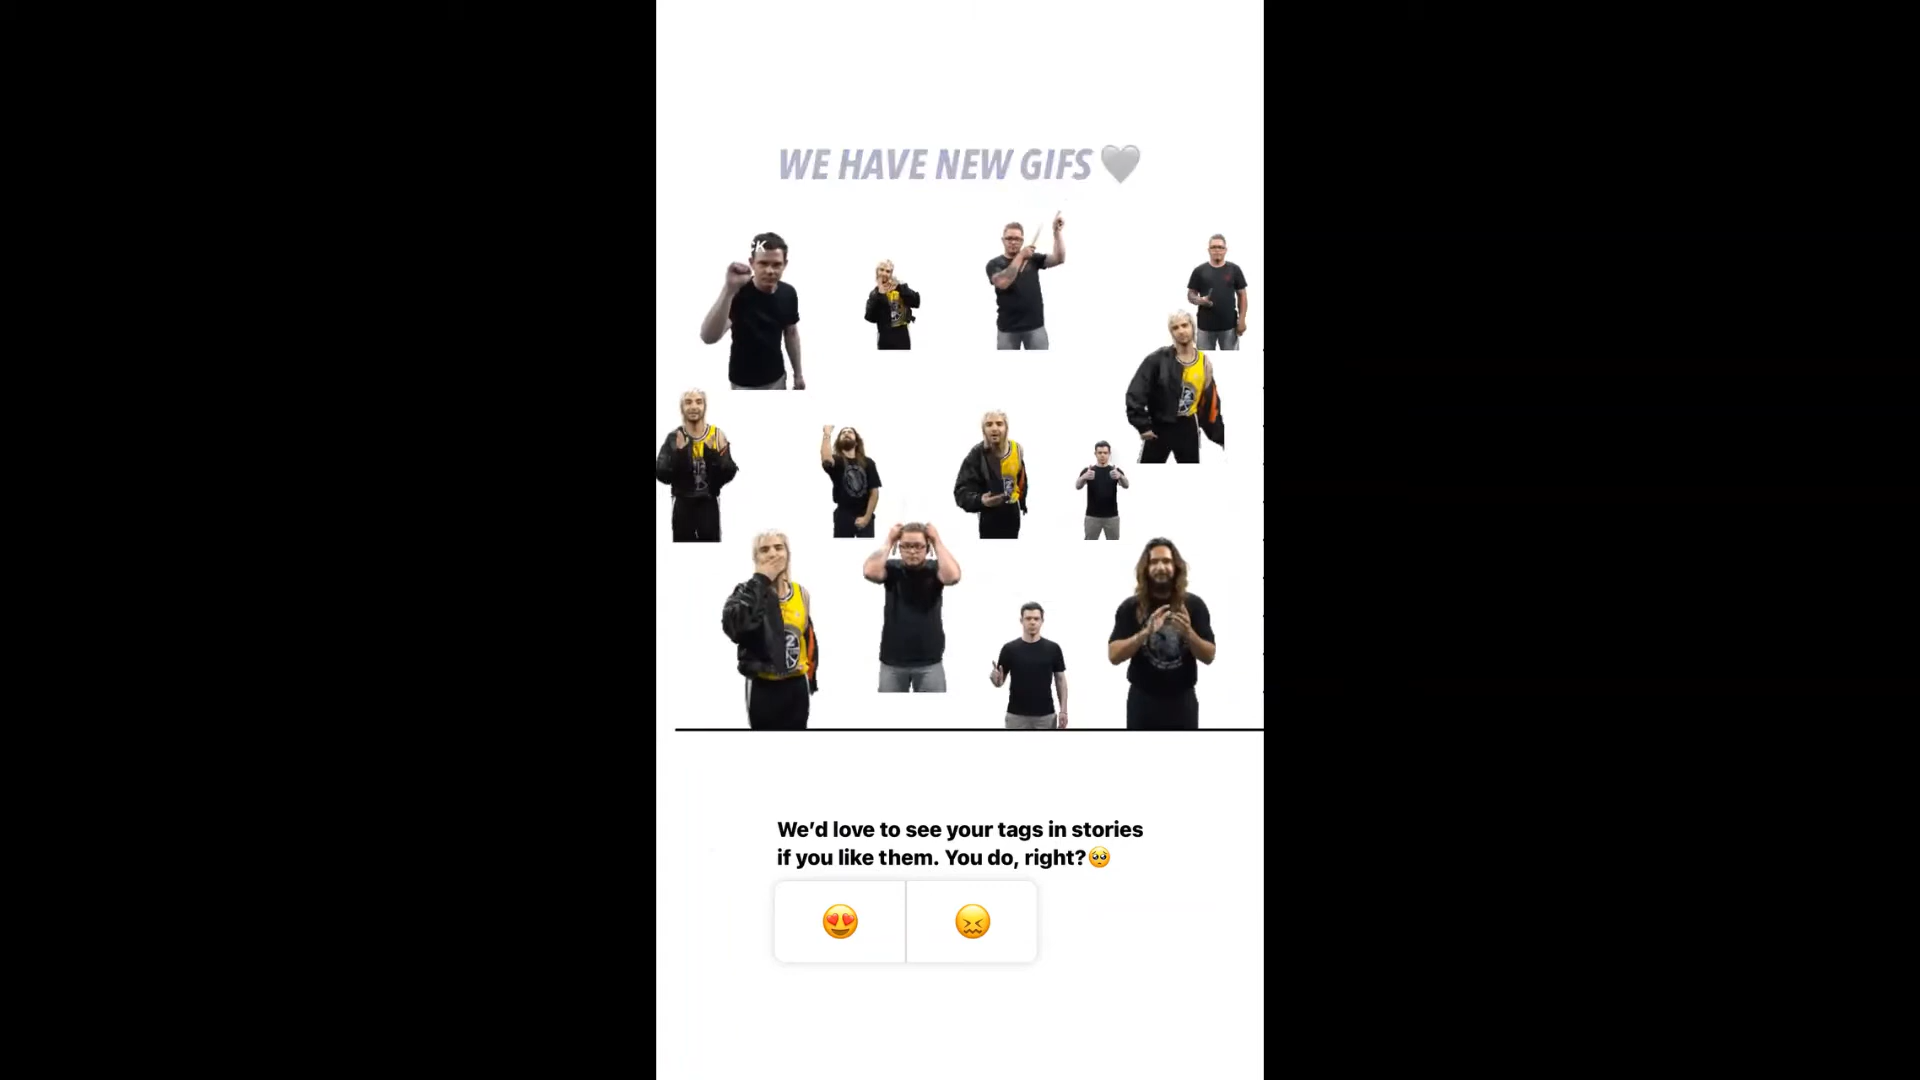 WE HAVE NEW GIFS🩶
CK
We’d love to see your tags in stories
if you like them. You do, right?🥺
😍 😖